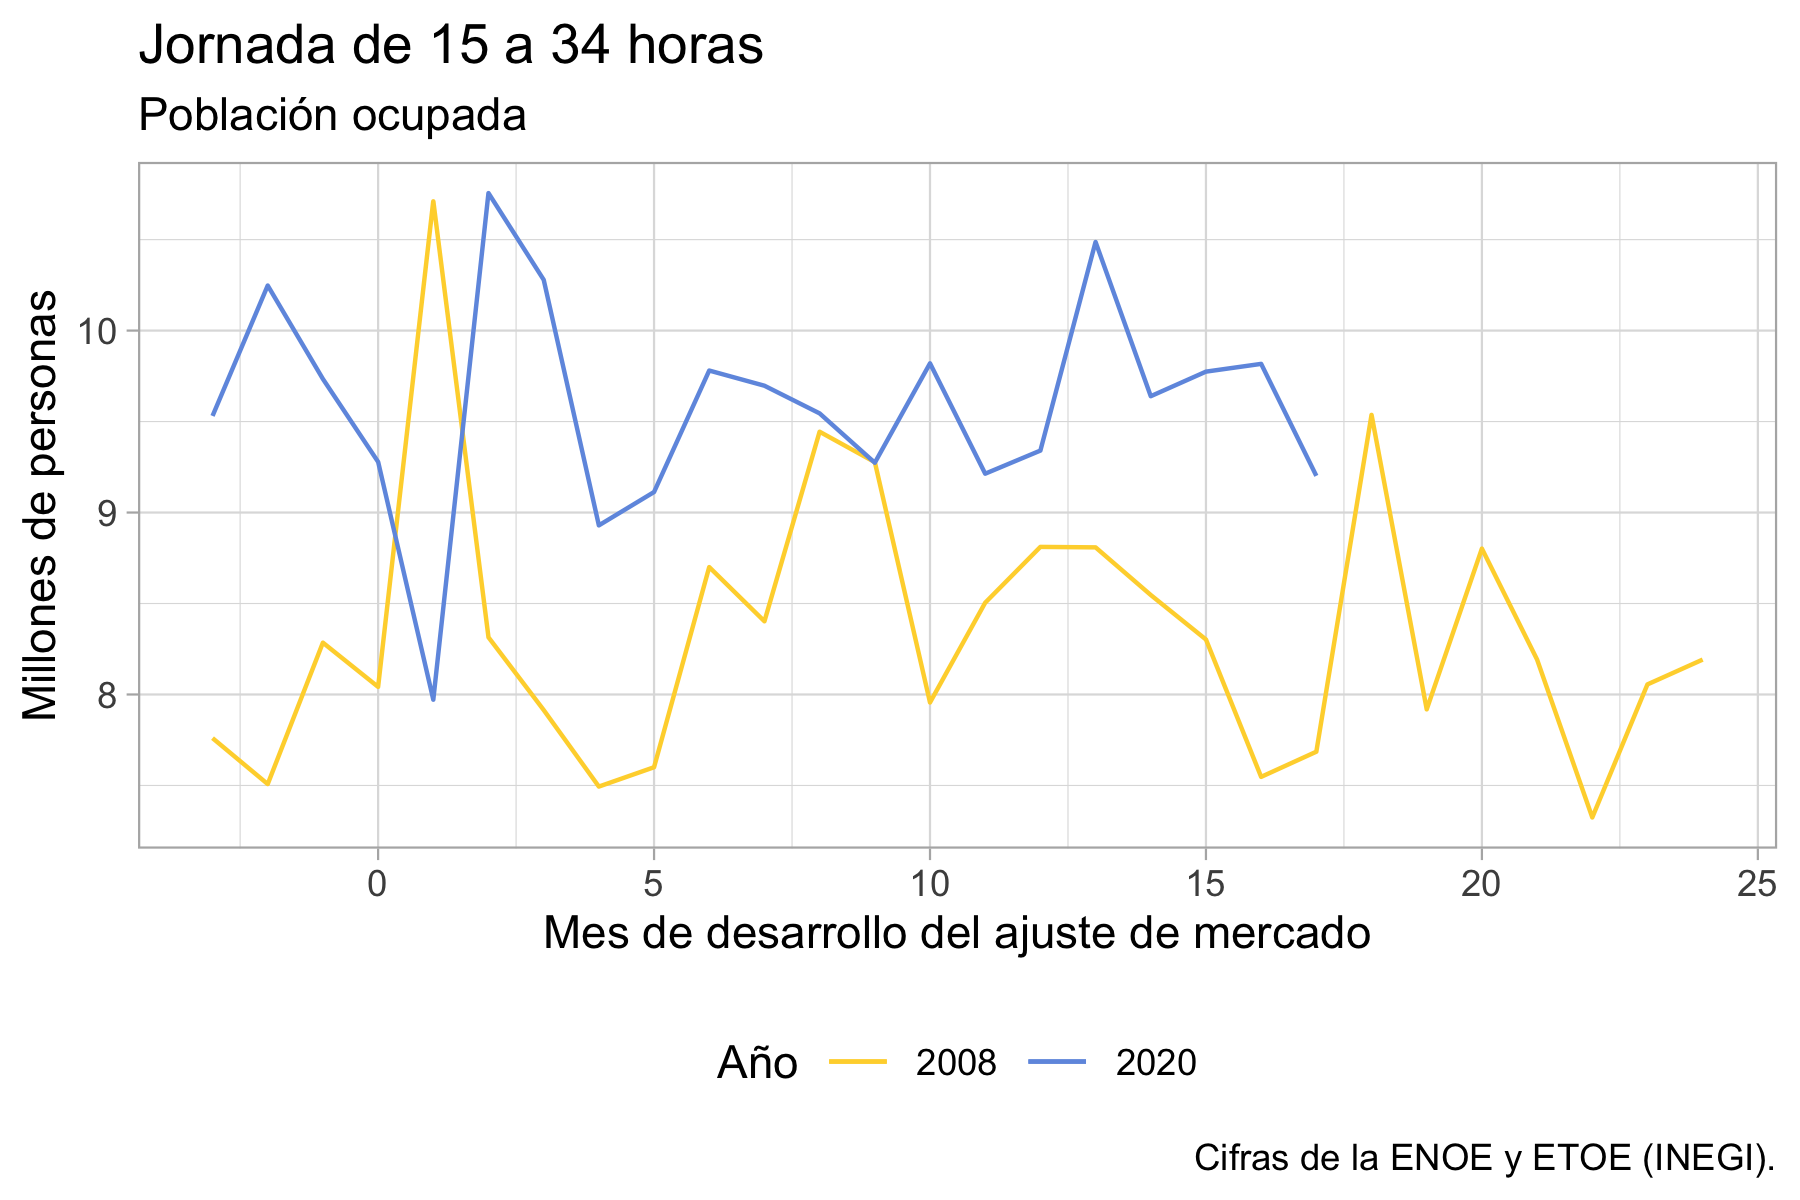 Jornada de 15 a 34 horas
Población ocupada
Millones de personas
10
9
8
0 5 10 15 20 25
Mes de desarrollo del ajuste de mercado
Año 2008 2020
Cifras de la ENOE y ETOE (INEGI).